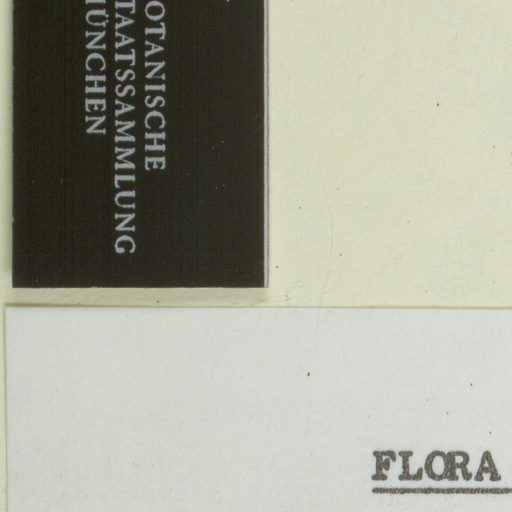 OTANISCHE
TAATSSAMMLUNG
ÜNCHEN
FLORA